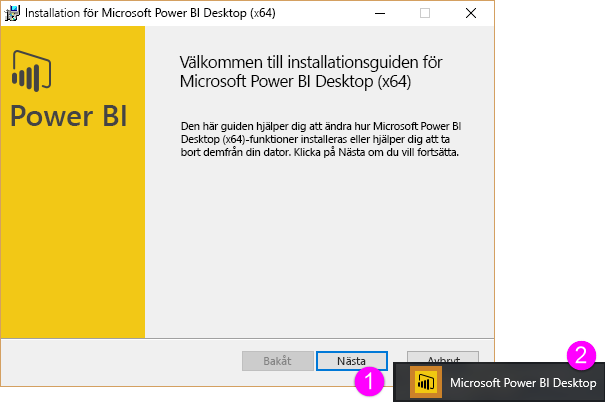 Installation för Microsoft Power BI Desktop (x64)
Power BI
Välkommen till installationsguiden för
Microsoft Power BI Desktop (x64)
Den här guiden hjälper dig att ändra hur Microsoft Power BI
Desktop (x64)-funktioner installeras eller hjälper dig att ta
bort demfrån din dator. Klicka på Nästa om du vill fortsätta.
Bakåt
Nästa
Avbryt
1
2
Microsoft Power BI Desktop